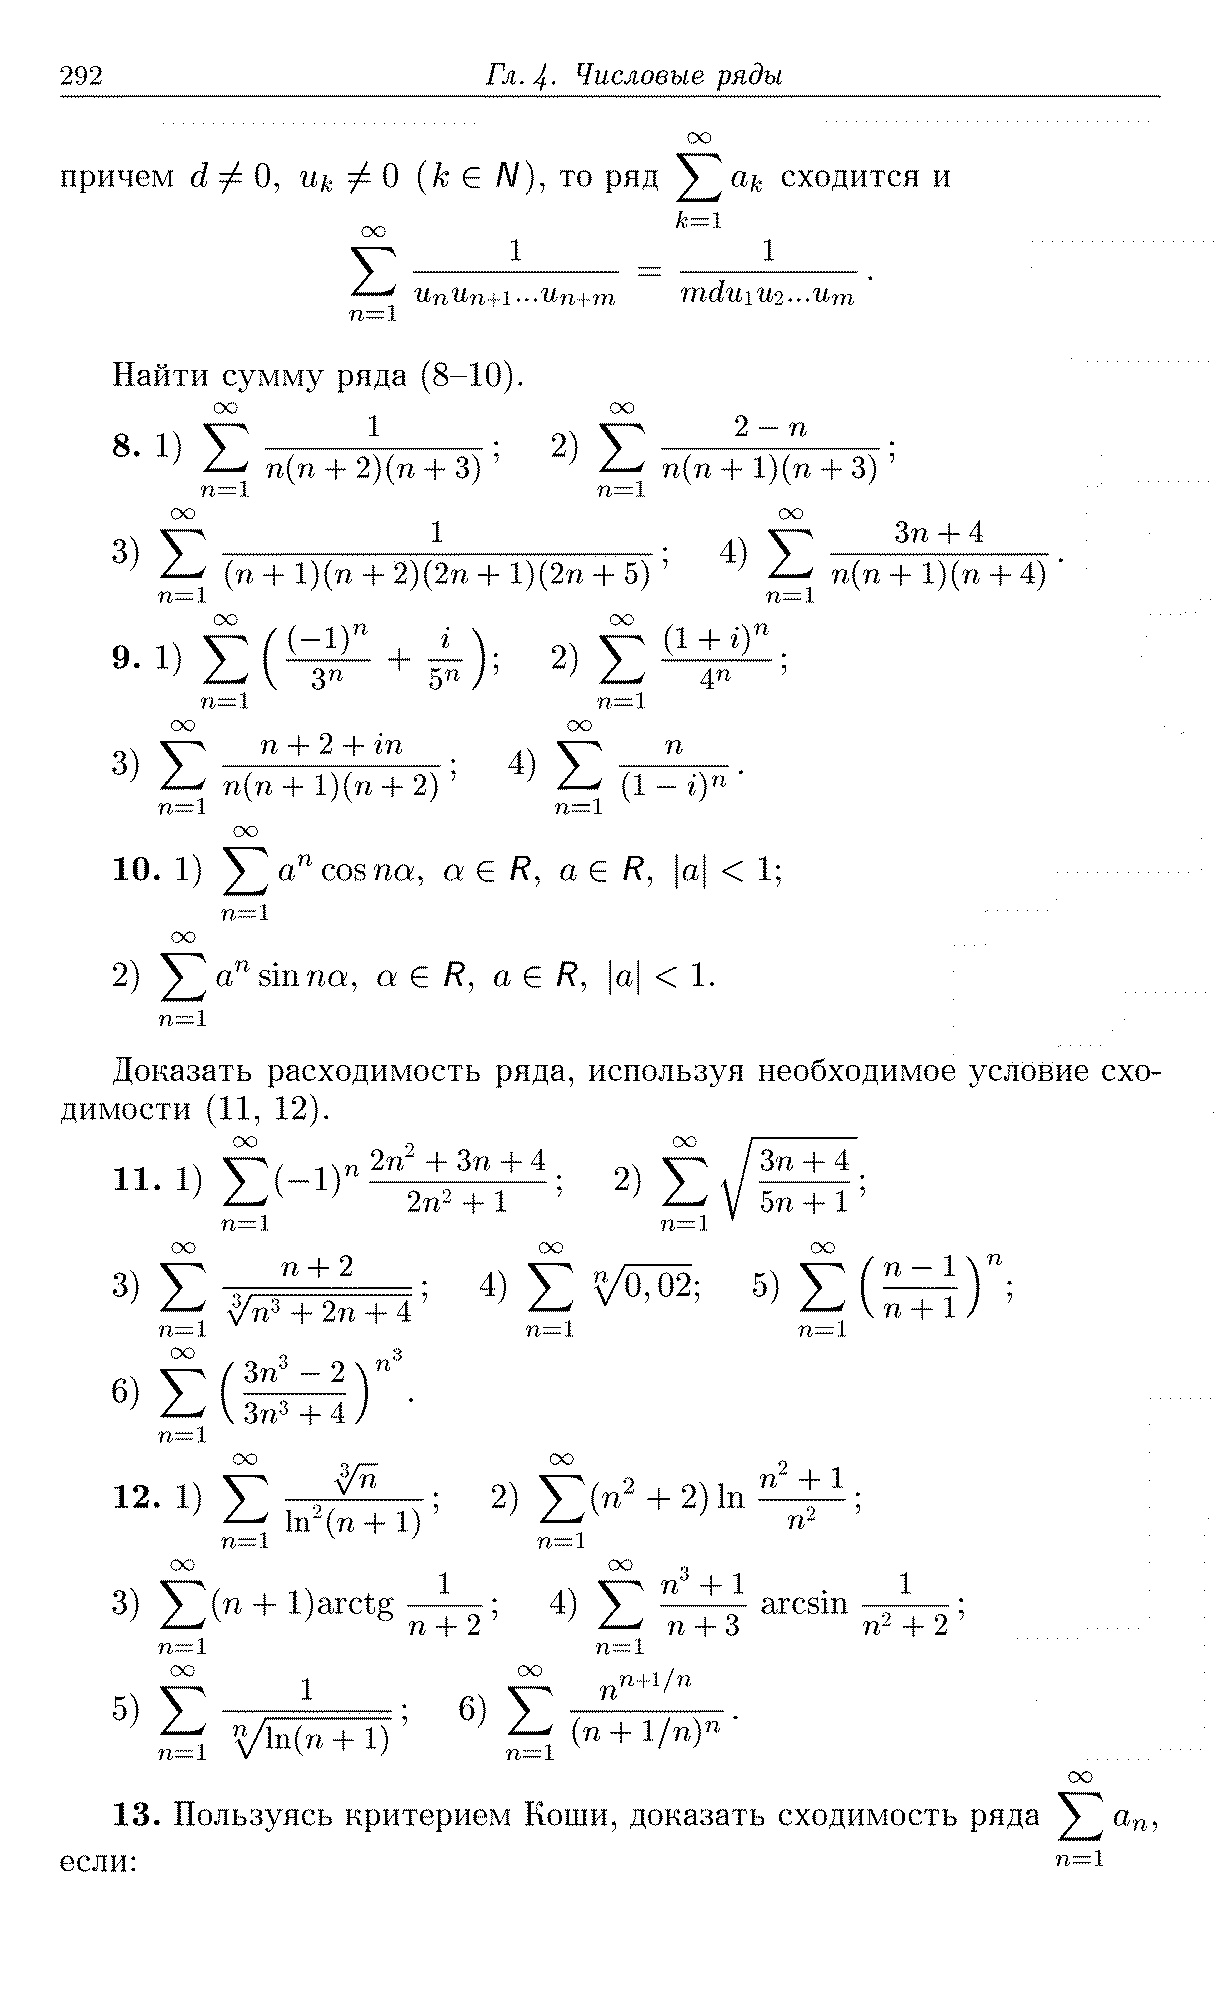 292 Гл. 4. Числовые ряды
причем $d \neq 0$, $u_k \neq 0$ $(k \in N)$, то ряд $\sum_{k=1}^{\infty} a_k$ сходится и
$\sum_{n=1}^{\infty} \frac{1}{u_n u_{n+1} ... u_{n+m}} = \frac{1}{m d u_1 u_2 ... u_m}.$
Найти сумму ряда (8–10).
8. 1) $\sum_{n=1}^{\infty} \frac{1}{n(n+2)(n+3)}$; 2) $\sum_{n=1}^{\infty} \frac{2-n}{n(n+1)(n+3)}$;
3) $\sum_{n=1}^{\infty} \frac{1}{(n+1)(n+2)(2n+1)(2n+5)}$; 4) $\sum_{n=1}^{\infty} \frac{3n+4}{n(n+1)(n+4)}$.
9. 1) $\sum_{n=1}^{\infty} \left( \frac{(-1)^n}{3^n} + \frac{i}{5^n} \right)$; 2) $\sum_{n=1}^{\infty} \frac{(1+i)^n}{4^n}$;
3) $\sum_{n=1}^{\infty} \frac{n+2+in}{n(n+1)(n+2)}$; 4) $\sum_{n=1}^{\infty} \frac{n}{(1-i)^n}$.
10. 1) $\sum_{n=1}^{\infty} a^n \cos n\alpha$, $\alpha \in R$, $a \in R$, $|a| < 1$;
2) $\sum_{n=1}^{\infty} a^n \sin n\alpha$, $\alpha \in R$, $a \in R$, $|a| < 1$.
Доказать расходимость ряда, используя необходимое условие схо-
димости (11, 12).
11. 1) $\sum_{n=1}^{\infty} (-1)^n \frac{2n^2+3n+4}{2n^2+1}$; 2) $\sum_{n=1}^{\infty} \sqrt{\frac{3n+4}{5n+1}}$;
3) $\sum_{n=1}^{\infty} \frac{n+2}{\sqrt[3]{n^3+2n+4}}$; 4) $\sum_{n=1}^{\infty} \sqrt[n]{0,02}$; 5) $\sum_{n=1}^{\infty} \left( \frac{n-1}{n+1} \right)^n$;
6) $\sum_{n=1}^{\infty} \left( \frac{3n^3-2}{3n^3+4} \right)^{n^3}$.
12. 1) $\sum_{n=1}^{\infty} \frac{\sqrt[3]{n}}{\ln^2(n+1)}$; 2) $\sum_{n=1}^{\infty} (n^2+2) \ln \frac{n^2+1}{n^2}$;
3) $\sum_{n=1}^{\infty} (n+1) \text{arctg} \frac{1}{n+2}$; 4) $\sum_{n=1}^{\infty} \frac{n^3+1}{n+3} \arcsin \frac{1}{n^2+2}$;
5) $\sum_{n=1}^{\infty} \frac{1}{\sqrt[n]{\ln(n+1)}}$; 6) $\sum_{n=1}^{\infty} \frac{n^{n+1/n}}{(n+1/n)^n}$.
13. Пользуясь критерием Коши, доказать сходимость ряда $\sum_{n=1}^{\infty} a_n$,
если: